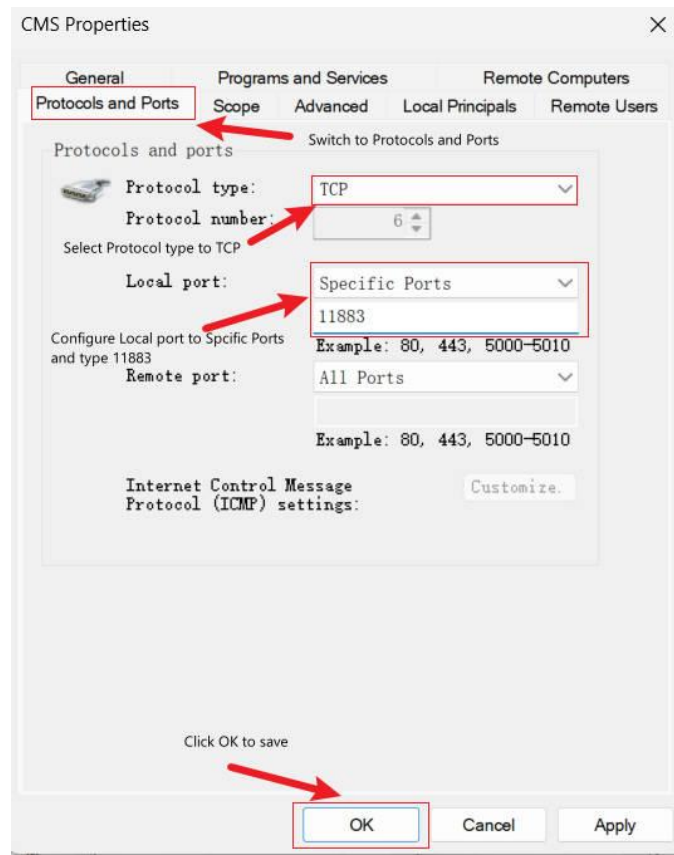 CMS Properties
General Programs and Services Remote Computers
Protocols and Ports Scope Advanced Local Principals Remote Users
Switch to Protocols and Ports
Protocols and ports
Protocol type: TCP
Protocol number: 6
Select Protocol type to TCP
Local port: Specific Ports
11883
Configure Local port to Spcific Ports
and type 11883
Example: 80, 443, 5000-5010
Remote port: All Ports
Example: 80, 443, 5000-5010
Internet Control Message
Protocol (ICMP) settings: Customize.
Click OK to save
OK Cancel Apply